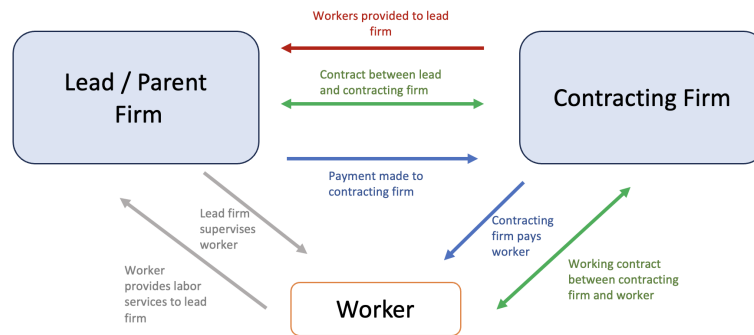 Workers provided to lead
firm
Lead / Parent
Firm
Contract between lead
and contracting firm
Contracting Firm
Payment made to
contracting firm
Lead firm
supervises
worker
Contracting
firm pays
worker
Worker
provides labor
services to lead
firm
Working contract
between contracting
firm and worker
Worker